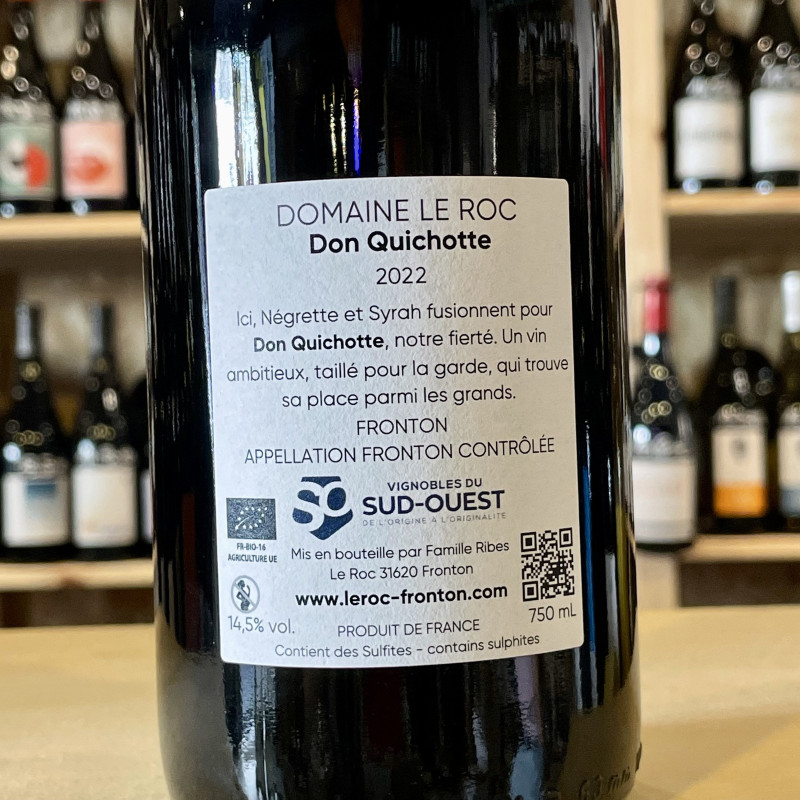 DOMAINE LE ROC
Don Quichotte
2022
Ici, Négrette et Syrah fusionnent pour
Don Quichotte, notre fierté. Un vin
ambitieux, taillé pour la garde, qui trouve
sa place parmi les grands.
FRONTON
APPELLATION FRONTON CONTRÔLÉE
SO
VIGNOBLES DU
SUD-OUEST
DE L'ORIGINE À L'ORIGINALITÉ
FR-BIO-16
AGRICULTURE UE
Mis en bouteille par Famille Ribes
Le Roc 31620 Fronton
www.leroc-fronton.com
14,5% vol.
750 mL
PRODUIT DE FRANCE
Contient des Sulfites - contains sulphites